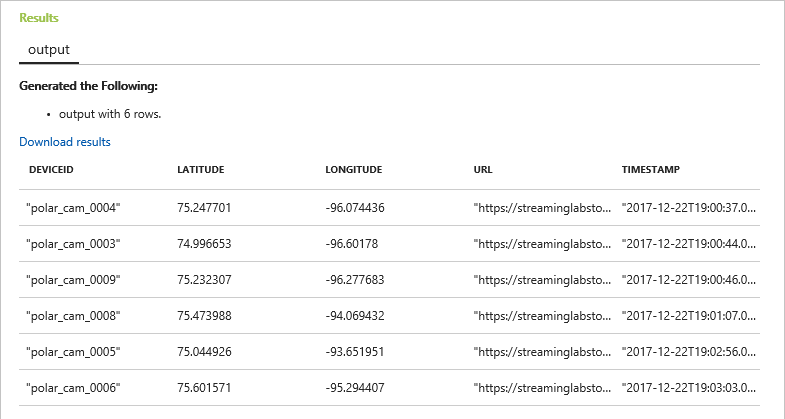 Results
output
Generated the Following:
• output with 6 rows.
Download results
DEVICEID LATITUDE LONGITUDE URL TIMESTAMP
"polar_cam_0004" 75.247701 -96.074436 "https://streaminglabsto... "2017-12-22T19:00:37.0...
"polar_cam_0003" 74.996653 -96.60178 "https://streaminglabsto... "2017-12-22T19:00:44.0...
"polar_cam_0009" 75.232307 -96.277683 "https://streaminglabsto... "2017-12-22T19:00:46.0...
"polar_cam_0008" 75.473988 -94.069432 "https://streaminglabsto... "2017-12-22T19:01:07.0...
"polar_cam_0005" 75.044926 -93.651951 "https://streaminglabsto... "2017-12-22T19:02:56.0...
"polar_cam_0006" 75.601571 -95.294407 "https://streaminglabsto... "2017-12-22T19:03:03.0...